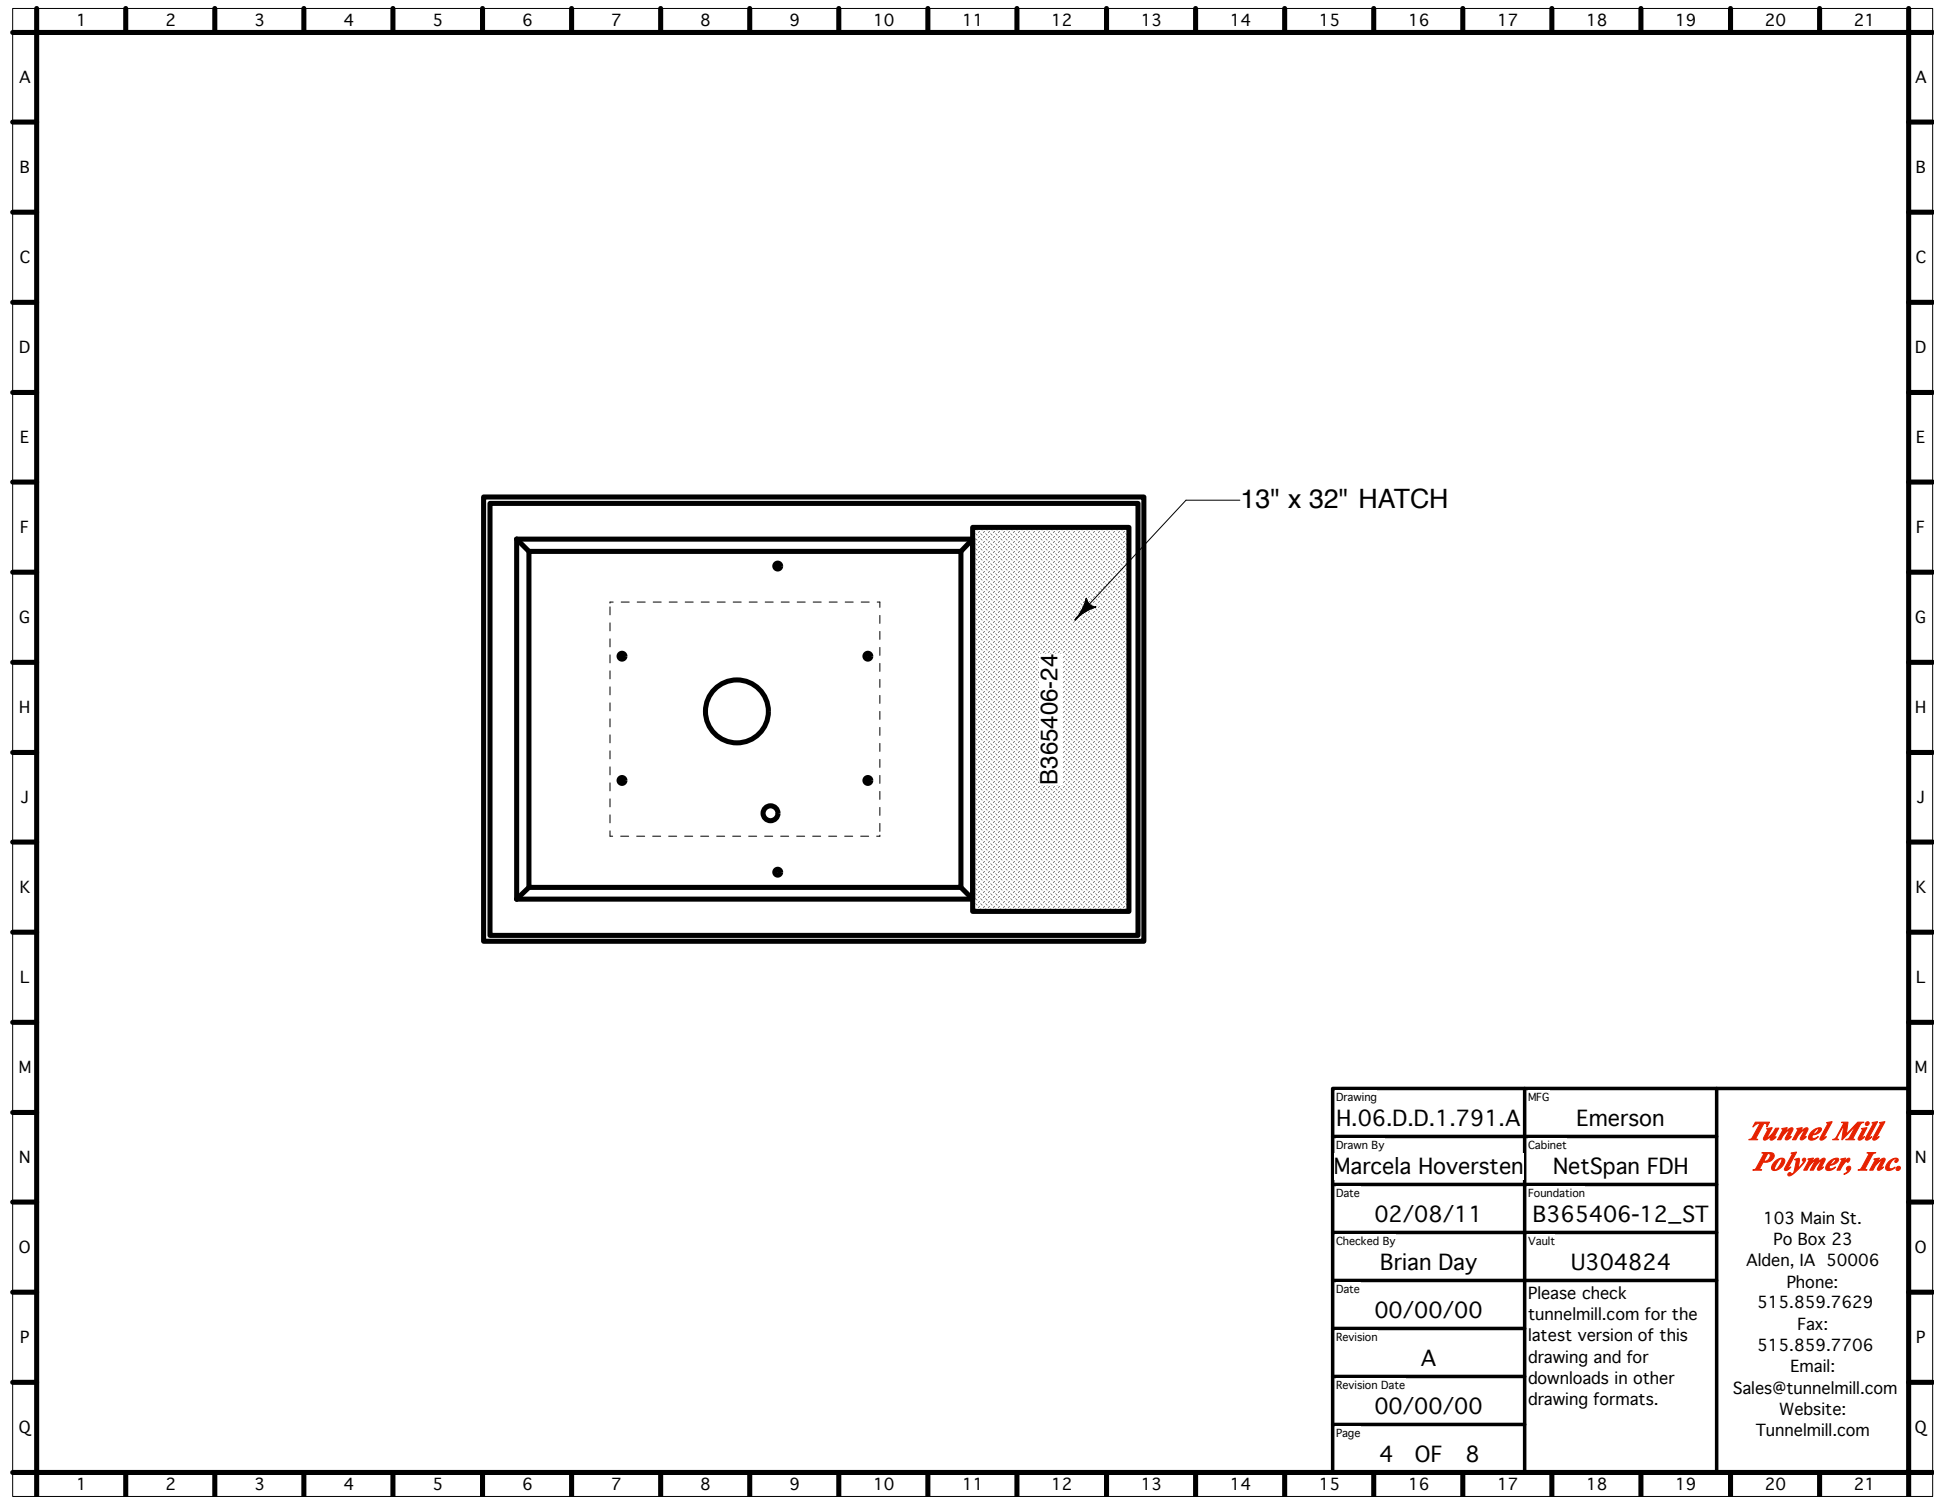 1 2 3 4 5 6 7 8 9 10 11 12 13 14 15 16 17 18 19 20 21
A A
B B
C C
D D
E E
F F
G G
H H
J J
K K
L L
M M
N N
O O
P P
Q Q
13" x 32" HATCH
B365406-24
Drawing
H.06.D.D.1.791.A
MFG
Emerson
Drawn By
Marcela Hoversten
Cabinet
NetSpan FDH
Date
02/08/11
Foundation
B365406-12_ST
Checked By
Brian Day
Vault
U304824
Date
00/00/00
Revision
A
Revision Date
00/00/00
Page
4 OF 8
Please check
tunnelmill.com for the
latest version of this
drawing and for
downloads in other
drawing formats.
Tunnel Mill
Polymer, Inc.
103 Main St.
Po Box 23
Alden, IA 50006
Phone:
515.859.7629
Fax:
515.859.7706
Email:
Sales@tunnelmill.com
Website:
Tunnelmill.com
1 2 3 4 5 6 7 8 9 10 11 12 13 14 15 16 17 18 19 20 21